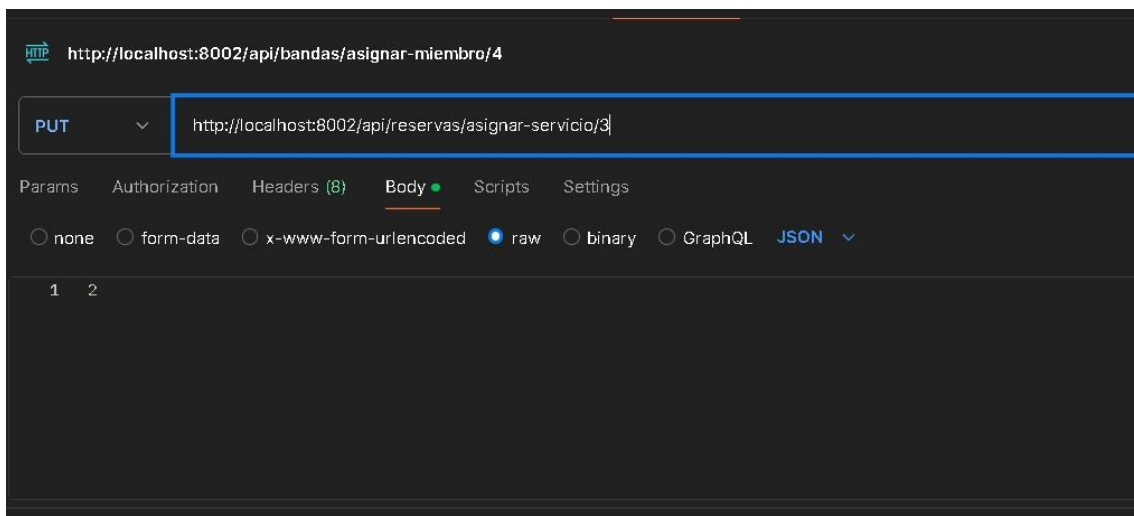 HTTP http://localhost:8002/api/bandas/asignar-miembro/4
PUT http://localhost:8002/api/reservas/asignar-servicio/3
Params Authorization Headers (8) Body Scripts Settings
none form-data x-www-form-urlencoded raw binary GraphQL JSON
1 2